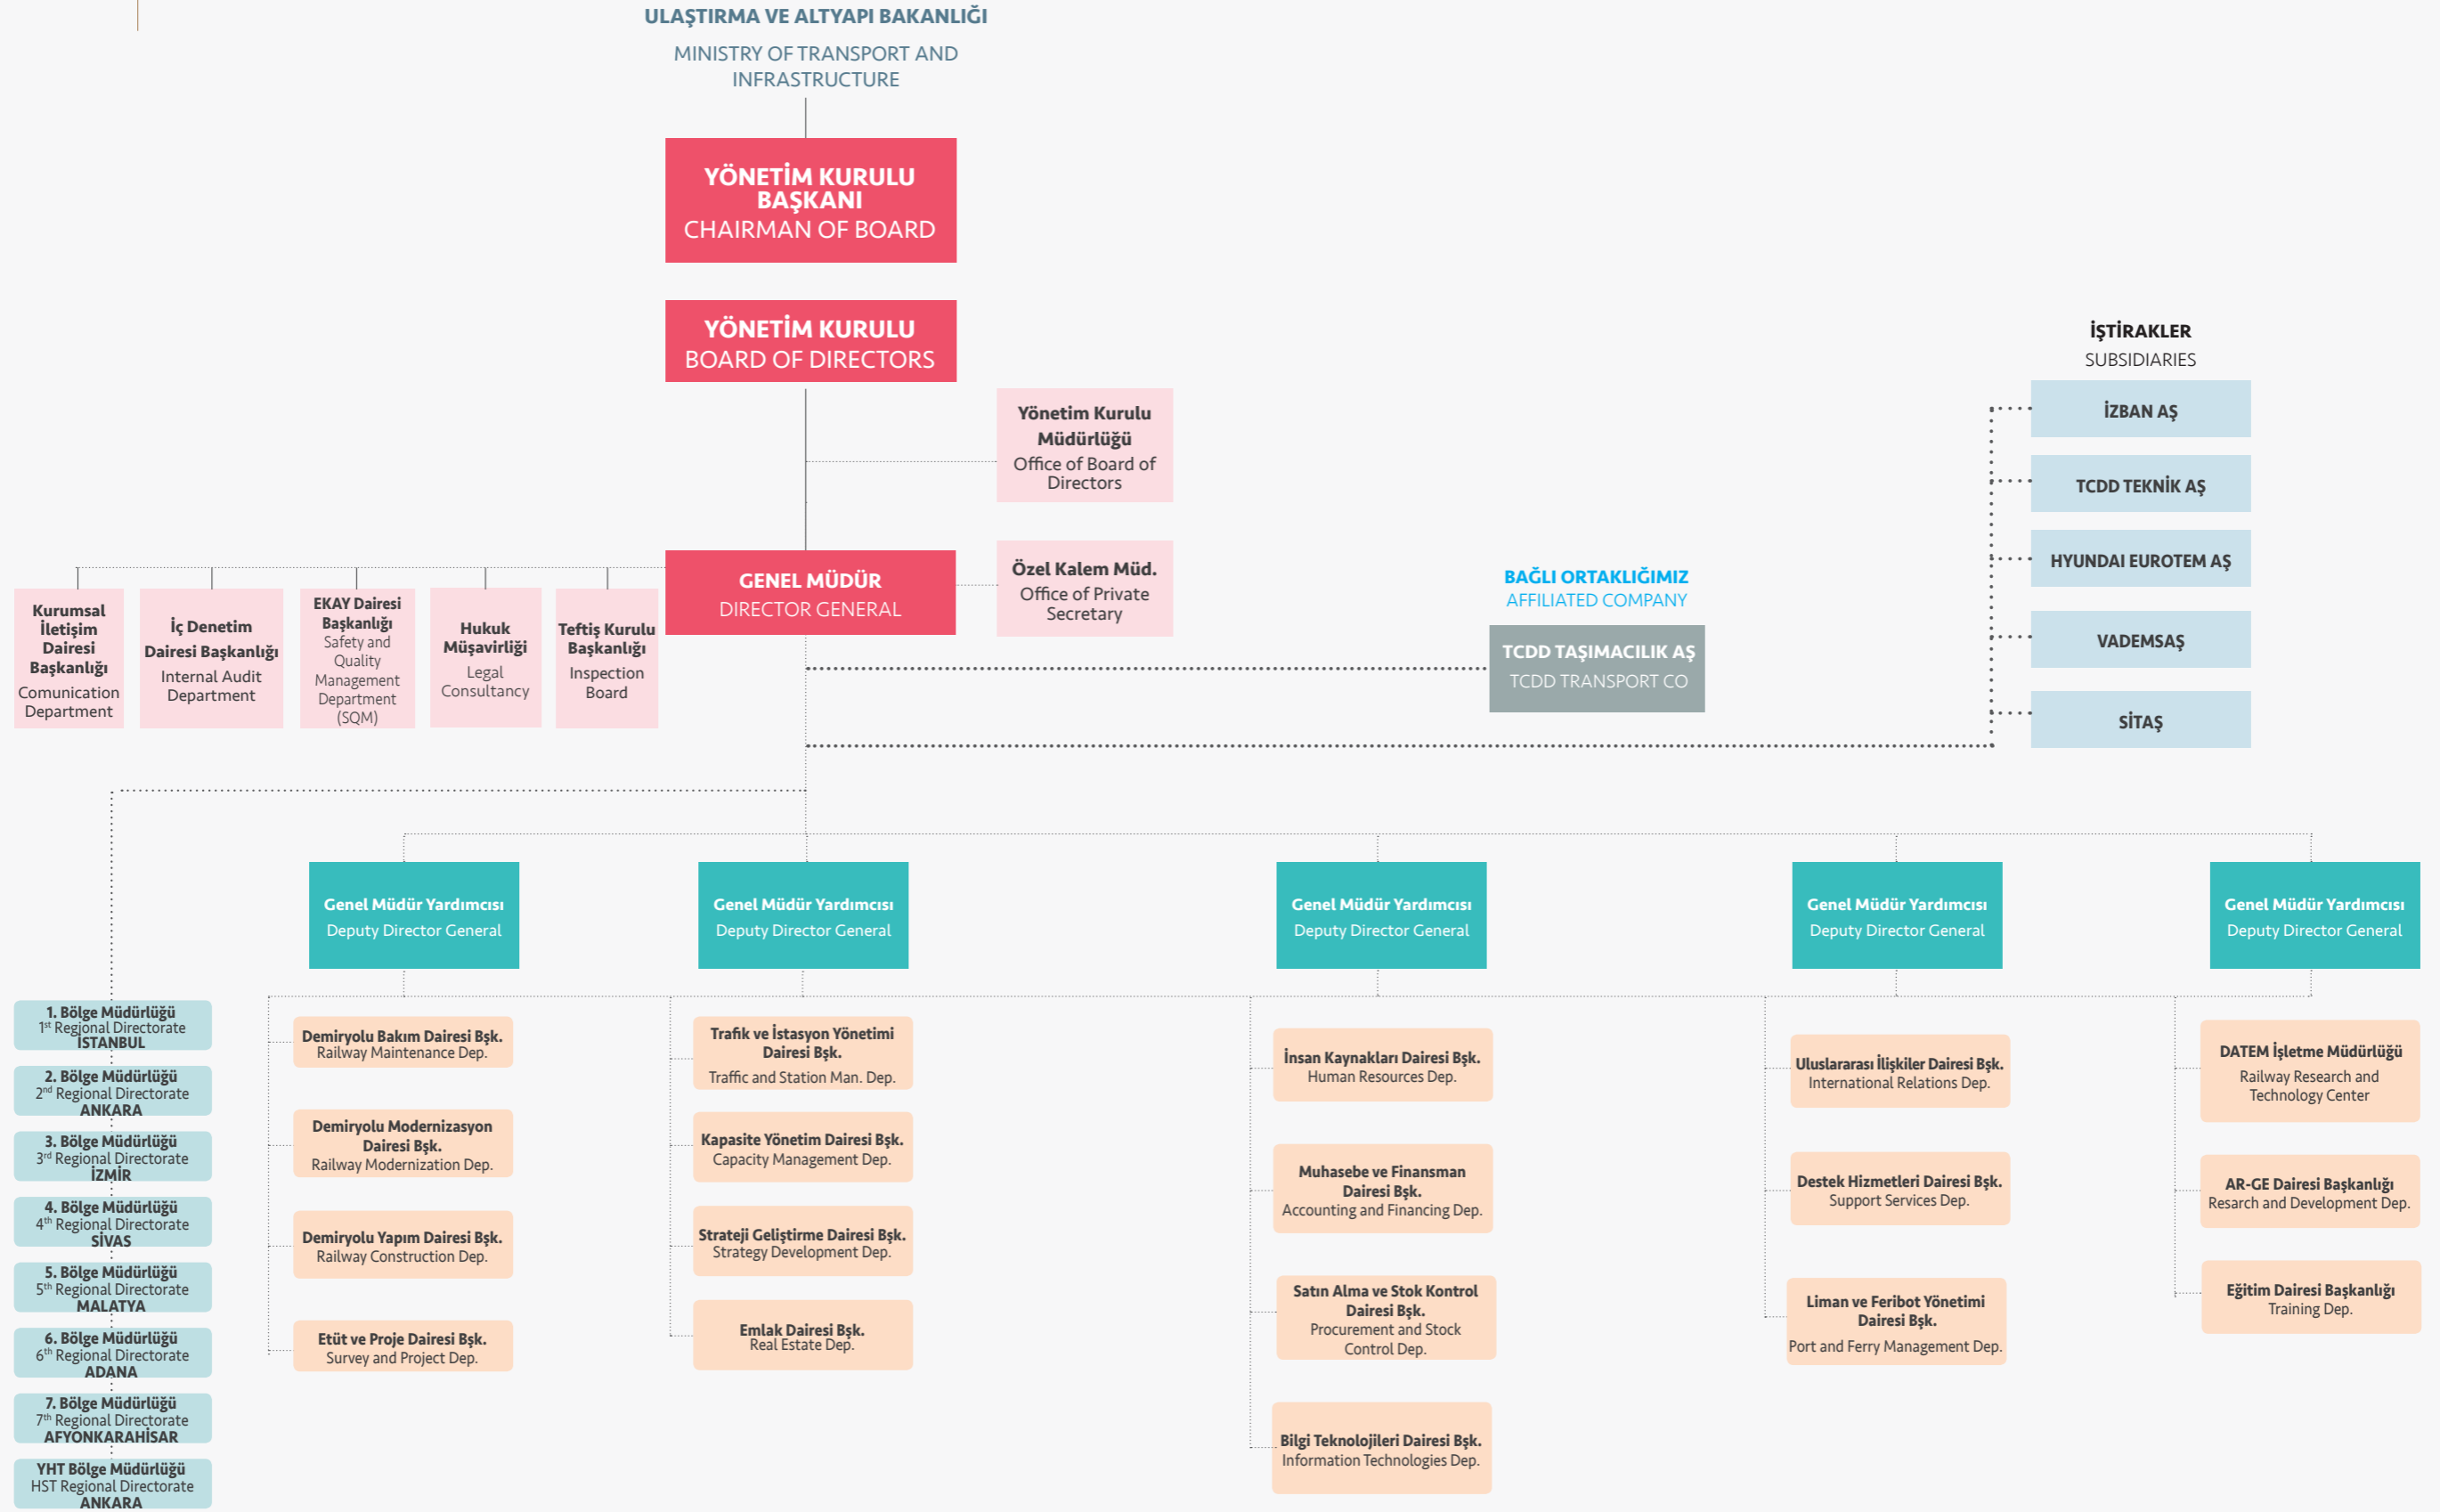 ULAŞTIRMA VE ALTYAPI BAKANLIĞI
MINISTRY OF TRANSPORT AND
INFRASTRUCTURE
YÖNETİM KURULU
BAŞKANI
CHAIRMAN OF BOARD
YÖNETİM KURULU
BOARD OF DIRECTORS
Yönetim Kurulu
Müdürlüğü
Office of Board of
Directors
GENEL MÜDÜR
DIRECTOR GENERAL
Özel Kalem Müd.
Office of Private
Secretary
Kurumsal
İletişim
Dairesi
Başkanlığı
Comunication
Department
İç Denetim
Dairesi Başkanlığı
Internal Audit
Department
EKAY Dairesi
Başkanlığı
Safety and
Quality
Management
Department
(SQM)
Hukuk
Müşavirliği
Legal
Consultancy
Teftiş Kurulu
Başkanlığı
Inspection
Board
BAĞLI ORTAKLIĞIMIZ
AFFILIATED COMPANY
TCDD TAŞIMACILIK AŞ
TCDD TRANSPORT CO
İŞTİRAKLER
SUBSIDIARIES
İZBAN AŞ
TCDD TEKNİK AŞ
HYUNDAI EUROTEM AŞ
VADEMSAŞ
SİTAŞ
Genel Müdür Yardımcısı
Deputy Director General
Genel Müdür Yardımcısı
Deputy Director General
Genel Müdür Yardımcısı
Deputy Director General
Genel Müdür Yardımcısı
Deputy Director General
Genel Müdür Yardımcısı
Deputy Director General
1. Bölge Müdürlüğü
1st Regional Directorate
İSTANBUL
2. Bölge Müdürlüğü
2nd Regional Directorate
ANKARA
3. Bölge Müdürlüğü
3rd Regional Directorate
İZMİR
4. Bölge Müdürlüğü
4th Regional Directorate
SİVAS
5. Bölge Müdürlüğü
5th Regional Directorate
MALATYA
6. Bölge Müdürlüğü
6th Regional Directorate
ADANA
7. Bölge Müdürlüğü
7th Regional Directorate
AFYONKARAHİSAR
YHT Bölge Müdürlüğü
HST Regional Directorate
ANKARA
Demiryolu Bakım Dairesi Bşk.
Railway Maintenance Dep.
Demiryolu Modernizasyon
Dairesi Bşk.
Railway Modernization Dep.
Demiryolu Yapım Dairesi Bşk.
Railway Construction Dep.
Etüt ve Proje Dairesi Bşk.
Survey and Project Dep.
Trafik ve İstasyon Yönetimi
Dairesi Bşk.
Traffic and Station Man. Dep.
Kapasite Yönetim Dairesi Bşk.
Capacity Management Dep.
Strateji Geliştirme Dairesi Bşk.
Strategy Development Dep.
Emlak Dairesi Bşk.
Real Estate Dep.
İnsan Kaynakları Dairesi Bşk.
Human Resources Dep.
Muhasebe ve Finansman
Dairesi Bşk.
Accounting and Financing Dep.
Satın Alma ve Stok Kontrol
Dairesi Bşk.
Procurement and Stock
Control Dep.
Bilgi Teknolojileri Dairesi Bşk.
Information Technologies Dep.
Uluslararası İlişkiler Dairesi Bşk.
International Relations Dep.
Destek Hizmetleri Dairesi Bşk.
Support Services Dep.
Liman ve Feribot Yönetimi
Dairesi Bşk.
Port and Ferry Management Dep.
DATEM İşletme Müdürlüğü
Railway Research and
Technology Center
AR-GE Dairesi Başkanlığı
Resarch and Development Dep.
Eğitim Dairesi Başkanlığı
Training Dep.